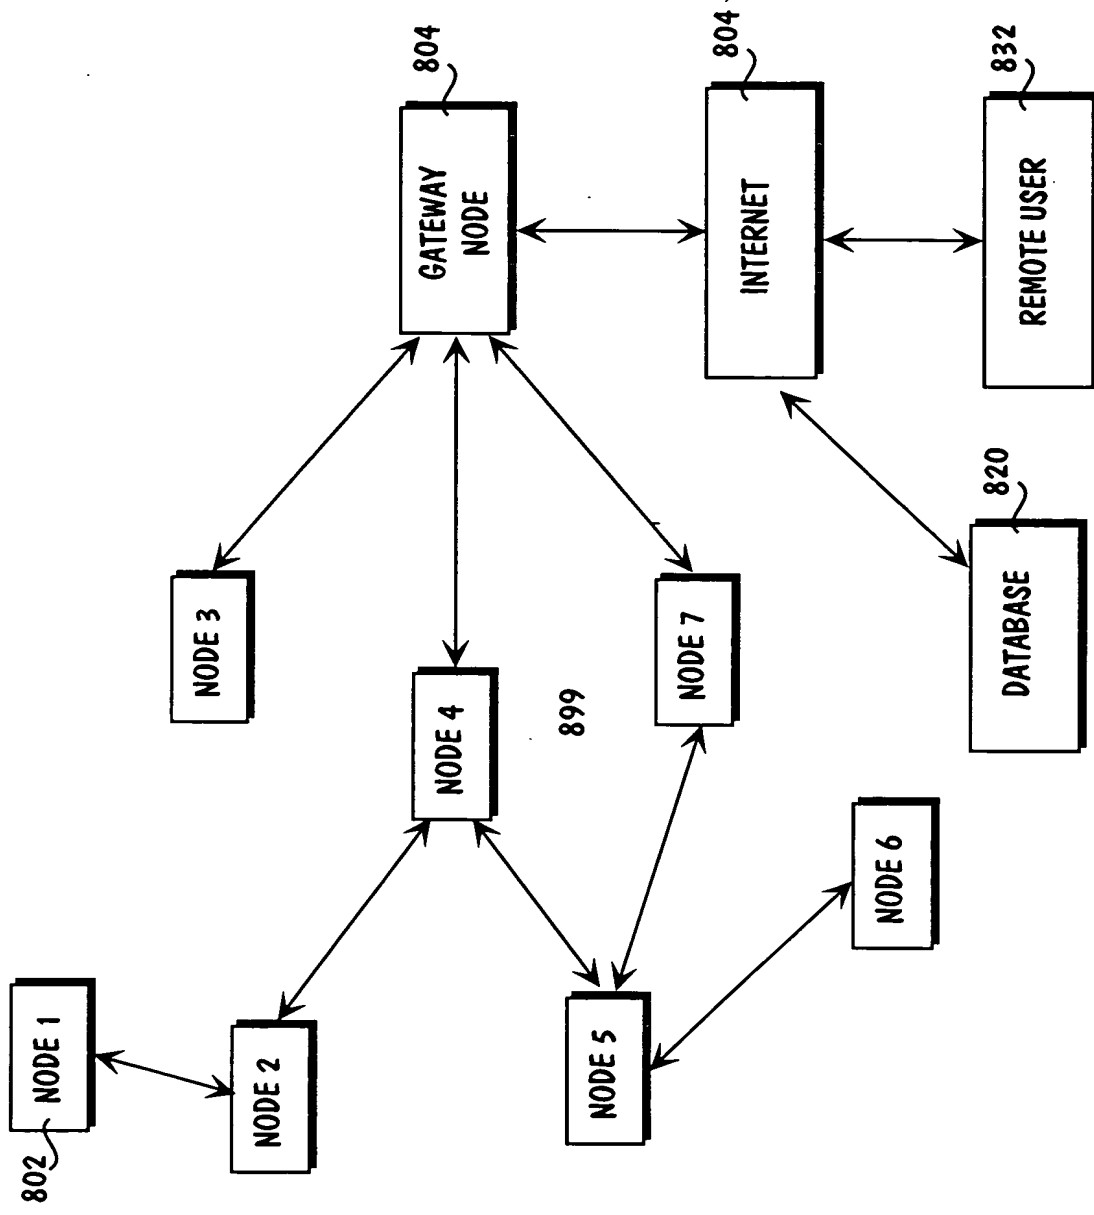 802
NODE 1
NODE 2
NODE 3
804
GATEWAY
NODE
NODE 4
899
NODE 5
NODE 7
804
INTERNET
NODE 6
820
DATABASE
832
REMOTE USER